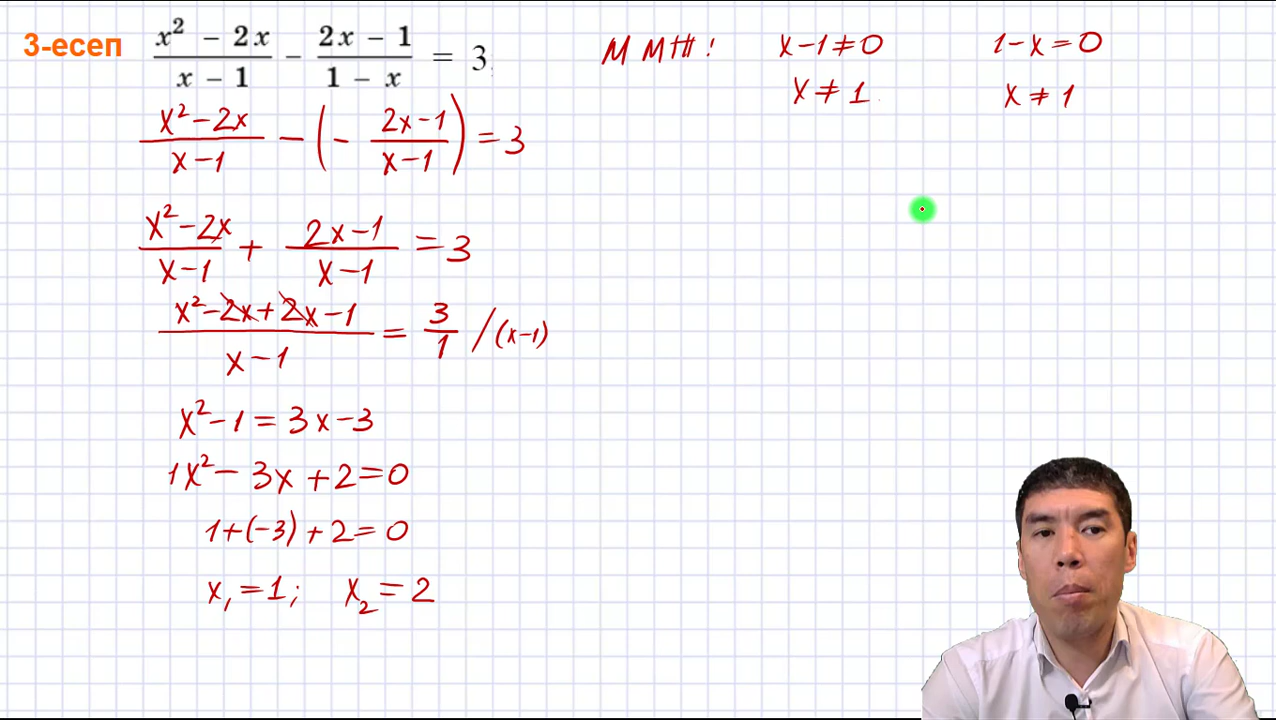 3-есеп x² − 2x / x − 1 − 2x − 1 / 1 − x = 3
x²−2x / x−1 − (− 2x−1 / x−1) = 3
x²−2x / x−1 + 2x−1 / x−1 = 3
x²−2x+2x−1 / x−1 = 3/1 /(x−1)
x²−1 = 3x−3
1x²−3x+2=0
1+(−3)+2=0
x₁=1; x₂=2
ММЖ: x−1≠0 1−x=0
x≠1 x≠1